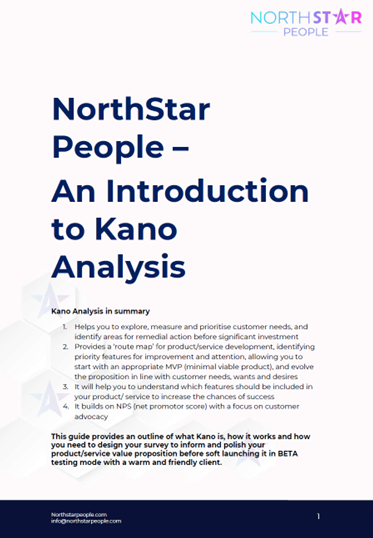 NORTHSTAR
PEOPLE
NorthStar
People –
An Introduction
to Kano
Analysis
Kano Analysis in summary
1. Helps you to explore, measure and prioritise customer needs, and
identify areas for remedial action before significant investment
2. Provides a 'route map' for product/service development, identifying
priority features for improvement and attention, allowing you to
start with an appropriate MVP (minimal viable product), and evolve
the proposition in line with customer needs, wants and desires
3. It will help you to understand which features should be included in
your product/ service to increase the chances of success
4. It builds on NPS (net promotor score) with a focus on customer
advocacy
This guide provides an outline of what Kano is, how it works and how
you need to design your survey to inform and polish your
product/service value proposition before soft launching it in BETA
testing mode with a warm and friendly client.
Northstarpeople.com
info@northstarpeople.com
1